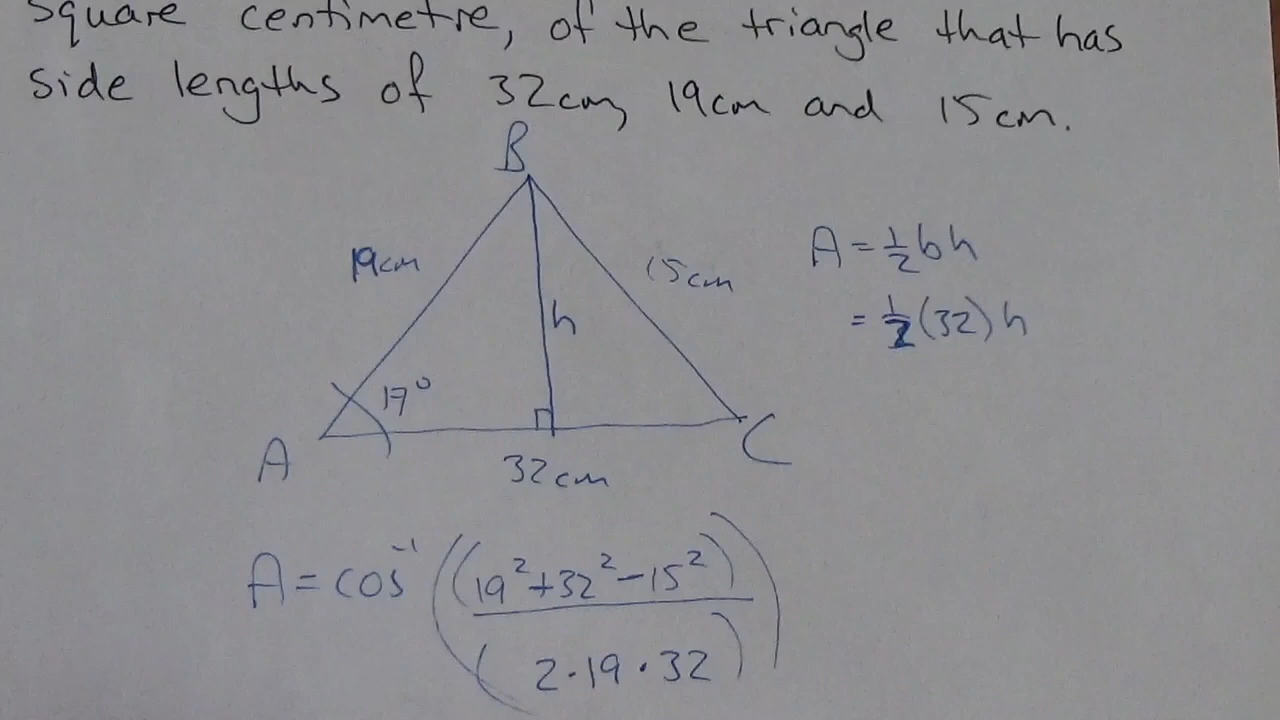 square centimetre, of the triangle that has
side lengths of 32cm, 19cm and 15cm.
B
19cm
15cm
h
17°
A
C
32cm
A = ½bh
= ½(32)h
A = cos⁻¹((19²+32²-15²)/(2·19·32))